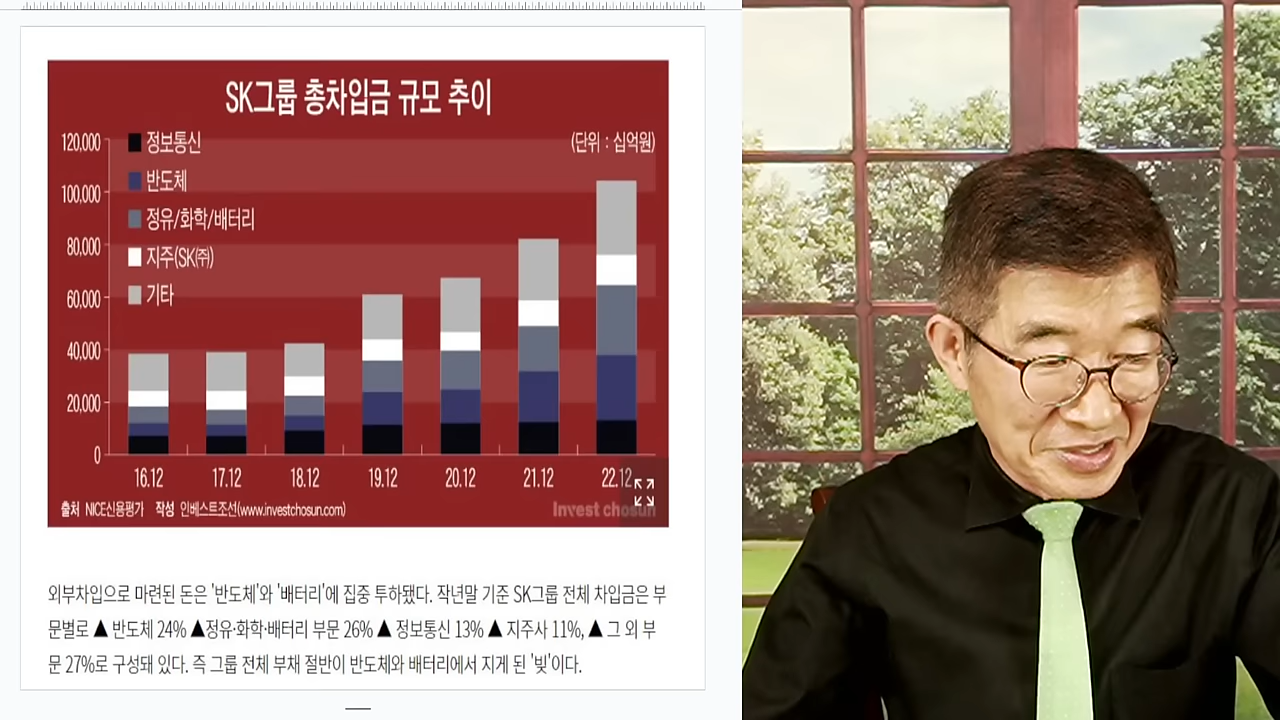 SK그룹 총차입금 규모 추이
(단위 : 십억원)
120,000
100,000
80,000
60,000
40,000
20,000
0
정보통신
반도체
정유/화학/배터리
지주(SK㈜)
기타
16.12 17.12 18.12 19.12 20.12 21.12 22.12
출처 NICE신용평가 작성 인베스트조선(www.investchosun.com)
Invest chosun
외부차입으로 마련된 돈은 '반도체'와 '배터리'에 집중 투하됐다. 작년말 기준 SK그룹 전체 차입금은 부
문별로 ▲ 반도체 24% ▲정유·화학·배터리 부문 26% ▲ 정보통신 13% ▲ 지주사 11%, ▲ 그 외 부
문 27%로 구성돼 있다. 즉 그룹 전체 부채 절반이 반도체와 배터리에서 지게 된 '빚'이다.